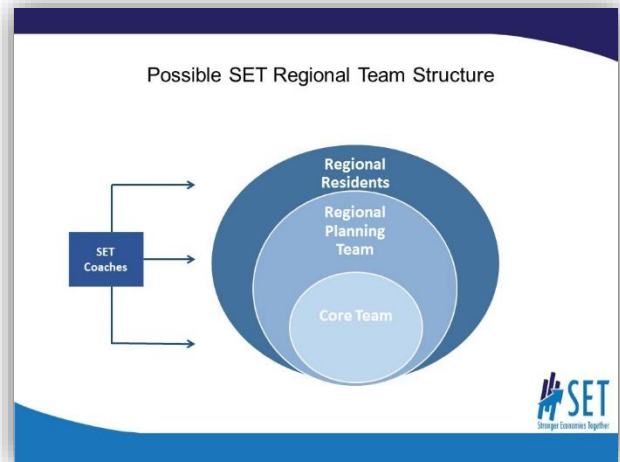 Possible SET Regional Team Structure
Regional
Residents
Regional
Planning
Team
SET
Coaches
Core Team
SET
Stronger Economies Together